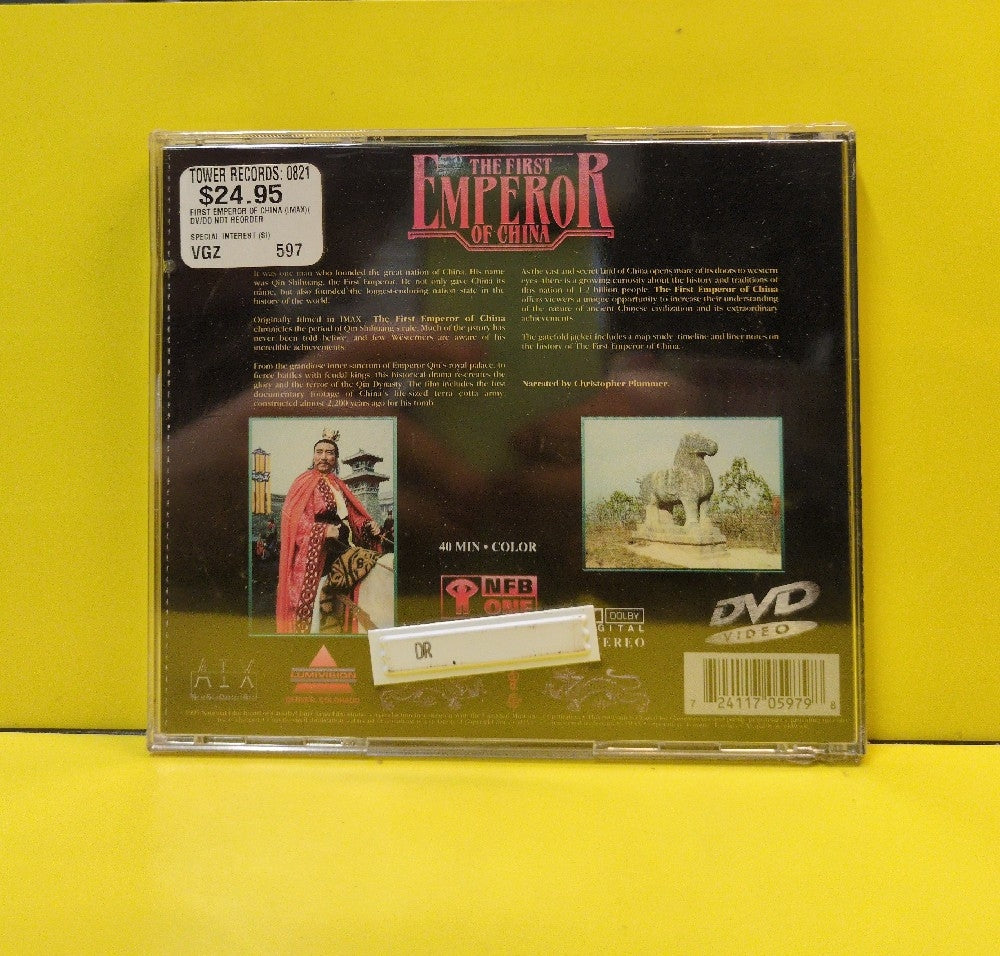 TOWER RECORDS: 0821
$24.95
FIRST EMPEROR OF CHINA (IMAX)(
DV/DO NOT REORDER
SPECIAL INTEREST (SI)
VGZ 597
THE FIRST
EMPEROR
OF CHINA
It was one man who founded the great nation of China. His name
was Qin Shihuang, the First Emperor. He not only gave China its
name, but also founded the longest-enduring nation state in the
history of the world.
Originally filmed in IMAX The First Emperor of China
chronicles the period of Qin Shihuang's rule. Much of the story has
never been told before, and few Westerners are aware of his
incredible achievements.
From the grandiose inner sanctum of Emperor Qin's royal palace, to
fierce battles with feudal kings, this historical drama re-creates the
glory and the terror of the Qin Dynasty. The film includes the first
documentary footage of China's life-sized terra cotta army,
constructed almost 2,200 years ago for his tomb.
As the vast and secret land of China opens more of its doors to western
eyes, there is a growing curiosity about the history and traditions of
this nation of 1.2 billion people. The First Emperor of China
offers viewers a unique opportunity to increase their understanding
of the nature of ancient Chinese civilization and its extraordinary
achievements.
The gatefold jacket includes a map study, timeline and liner notes on
the history of The First Emperor of China.
Narrated by Christopher Plummer.
40 MIN • COLOR
NFB
ONF
DOLBY
DIGITAL
STEREO
DVD
VIDEO
DR
AIX
LUMIVISION
7 24117 05979 8